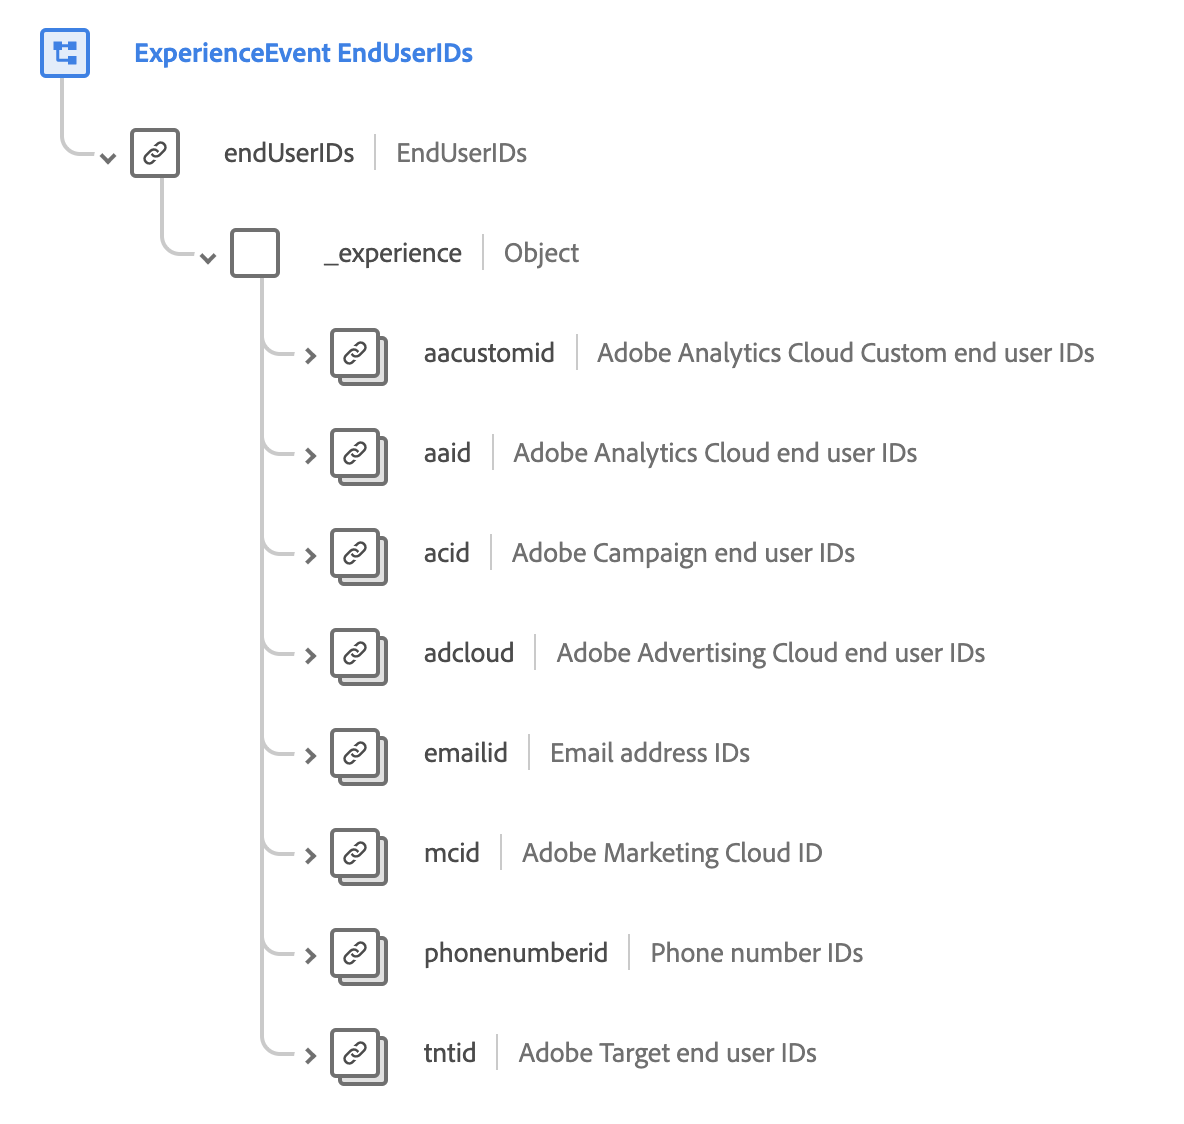 ExperienceEvent EndUserIDs
endUserIDs EndUserIDs
_experience Object
aacustomid Adobe Analytics Cloud Custom end user IDs
aaid Adobe Analytics Cloud end user IDs
acid Adobe Campaign end user IDs
adcloud Adobe Advertising Cloud end user IDs
emailid Email address IDs
mcid Adobe Marketing Cloud ID
phonenumberid Phone number IDs
tntid Adobe Target end user IDs